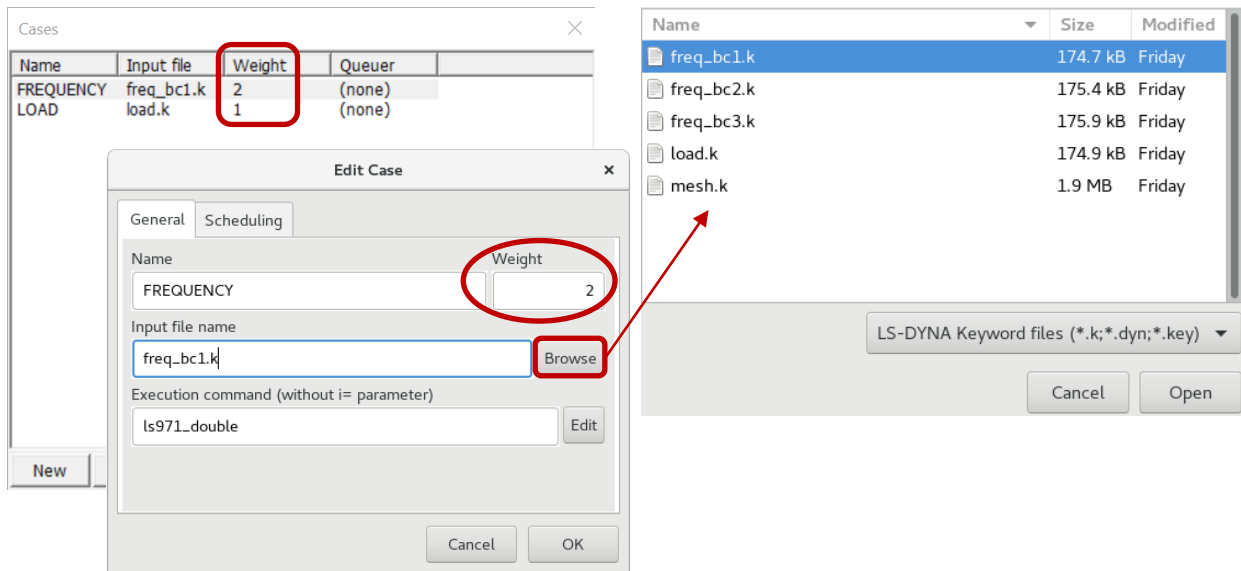 Cases
Name Input file Weight Queuer
FREQUENCY freq_bc1.k 2 (none)
LOAD load.k 1 (none)
New
Edit Case
General Scheduling
Name Weight
FREQUENCY 2
Input file name
freq_bc1.k Browse
Execution command (without i= parameter)
ls971_double Edit
Cancel OK
Name Size Modified
freq_bc1.k 174.7 kB Friday
freq_bc2.k 175.4 kB Friday
freq_bc3.k 175.9 kB Friday
load.k 174.9 kB Friday
mesh.k 1.9 MB Friday
LS-DYNA Keyword files (*.k;*.dyn;*.key)
Cancel Open